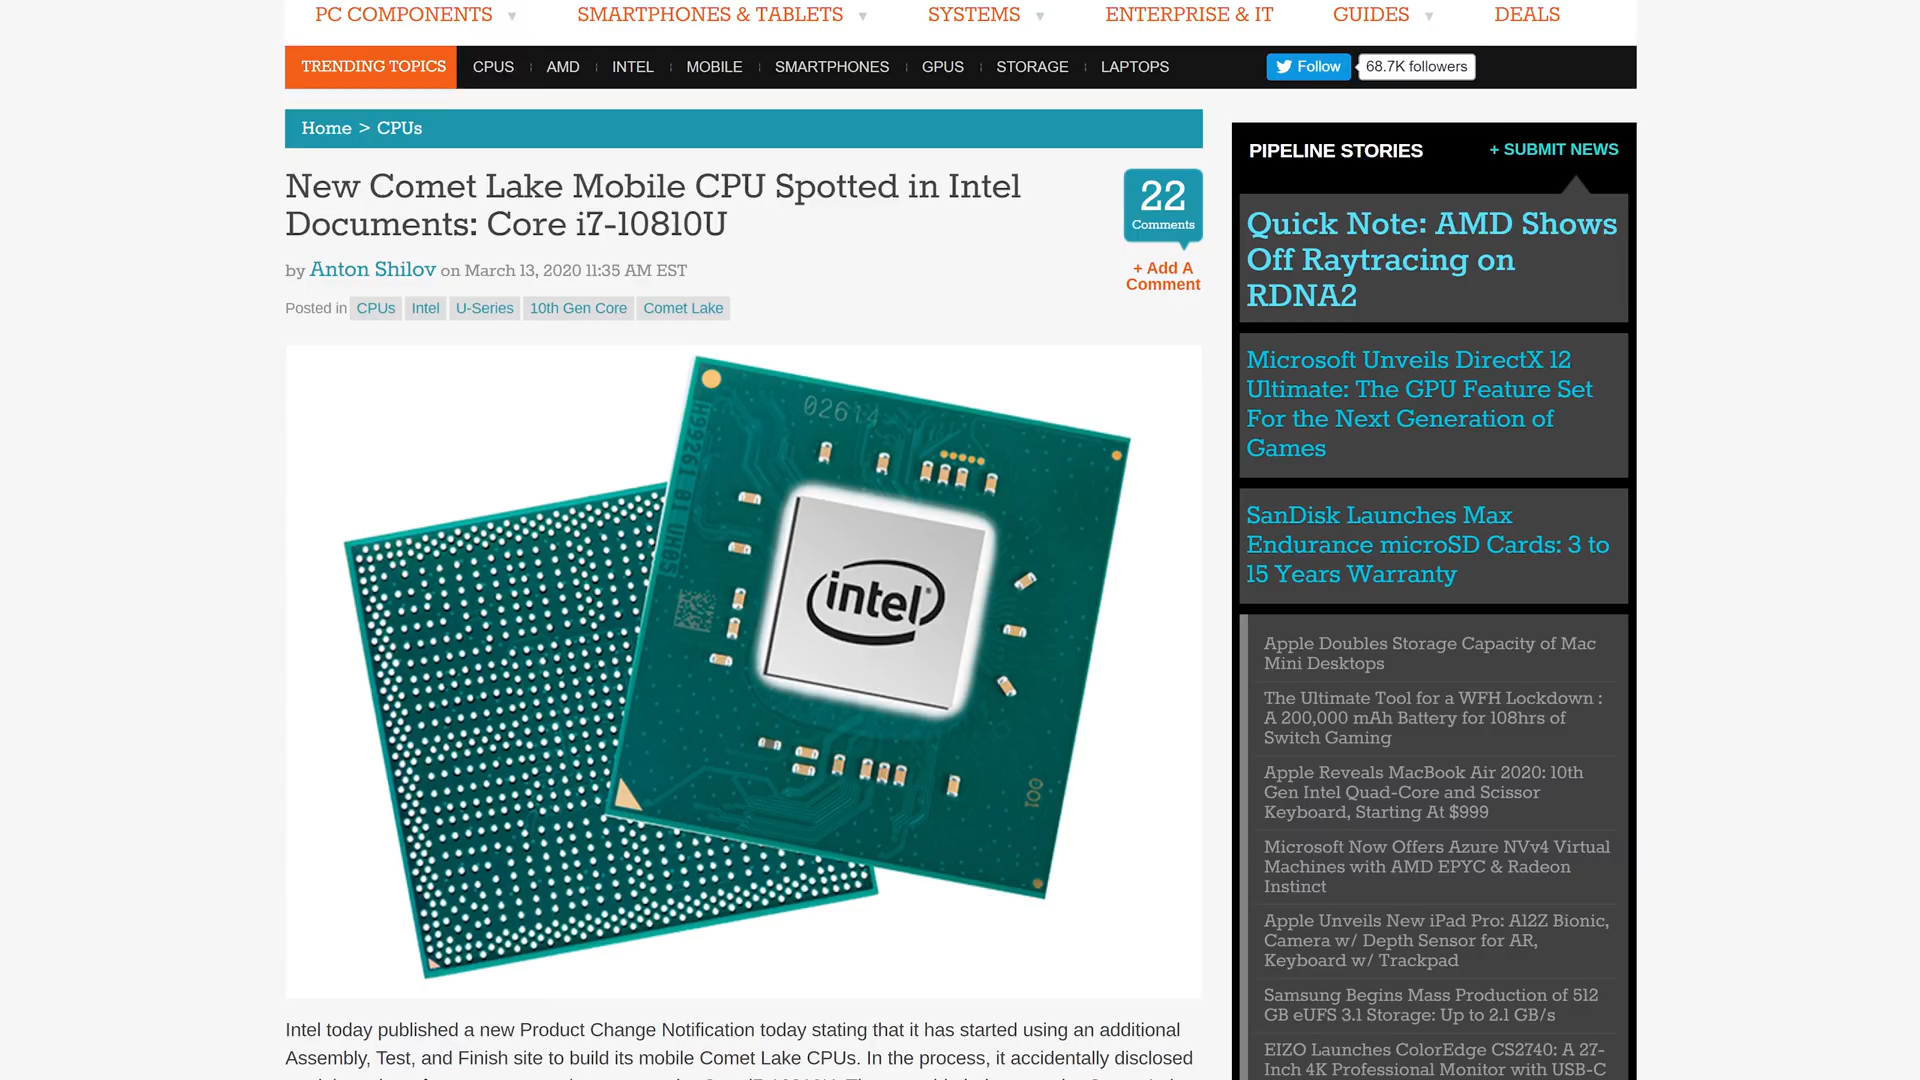 PC COMPONENTS
SMARTPHONES & TABLETS
SYSTEMS
ENTERPRISE & IT
GUIDES
DEALS
TRENDING TOPICS
CPUS
AMD
INTEL
MOBILE
SMARTPHONES
GPUS
STORAGE
LAPTOPS
Follow
68.7K followers
Home > CPUs
New Comet Lake Mobile CPU Spotted in Intel
Documents: Core i7-10810U
by Anton Shilov on March 13, 2020 11:35 AM EST
Posted in CPUs Intel U-Series 10th Gen Core Comet Lake
22
Comments
+ Add A
Comment
02614
H99261 01 UH05
intel
001
Intel today published a new Product Change Notification today stating that it has started using an additional
Assembly, Test, and Finish site to build its mobile Comet Lake CPUs. In the process, it accidentally disclosed
PIPELINE STORIES
+ SUBMIT NEWS
Quick Note: AMD Shows
Off Raytracing on
RDNA2
Microsoft Unveils DirectX 12
Ultimate: The GPU Feature Set
For the Next Generation of
Games
SanDisk Launches Max
Endurance microSD Cards: 3 to
15 Years Warranty
Apple Doubles Storage Capacity of Mac
Mini Desktops
The Ultimate Tool for a WFH Lockdown :
A 200,000 mAh Battery for 108hrs of
Switch Gaming
Apple Reveals MacBook Air 2020: 10th
Gen Intel Quad-Core and Scissor
Keyboard, Starting At $999
Microsoft Now Offers Azure NVv4 Virtual
Machines with AMD EPYC & Radeon
Instinct
Apple Unveils New iPad Pro: A12Z Bionic,
Camera w/ Depth Sensor for AR,
Keyboard w/ Trackpad
Samsung Begins Mass Production of 512
GB eUFS 3.1 Storage: Up to 2.1 GB/s
EIZO Launches ColorEdge CS2740: A 27-
Inch 4K Professional Monitor with USB-C